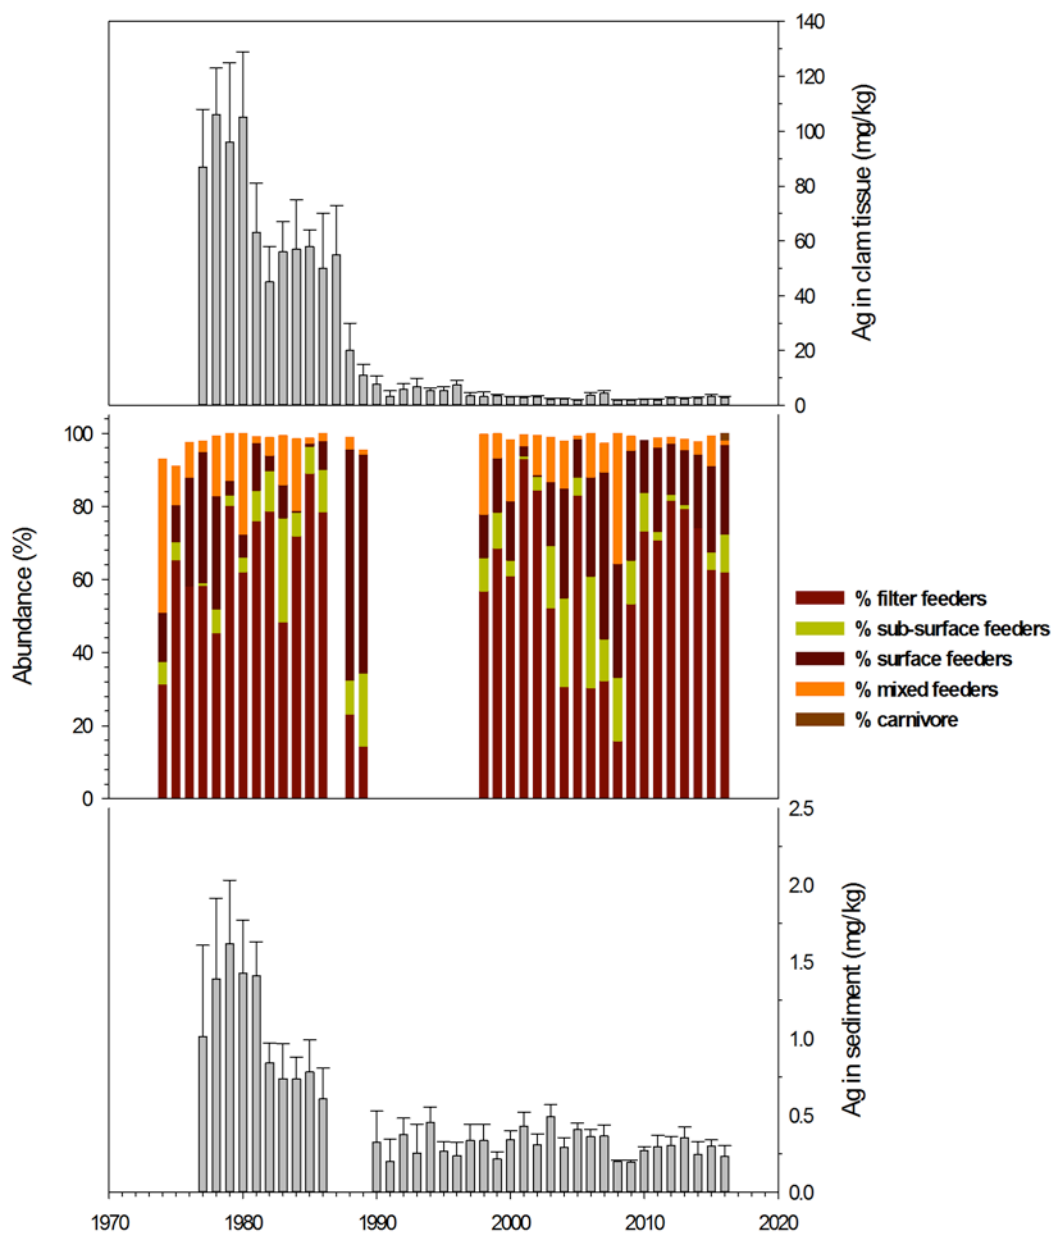 140
120
100
80
60
40
20
0
Ag in clam tissue (mg/kg)
100
80
60
40
20
0
Abundance (%)
% filter feeders
% sub-surface feeders
% surface feeders
% mixed feeders
% carnivore
2.5
2.0
1.5
1.0
0.5
0.0
Ag in sediment (mg/kg)
1970 1980 1990 2000 2010 2020